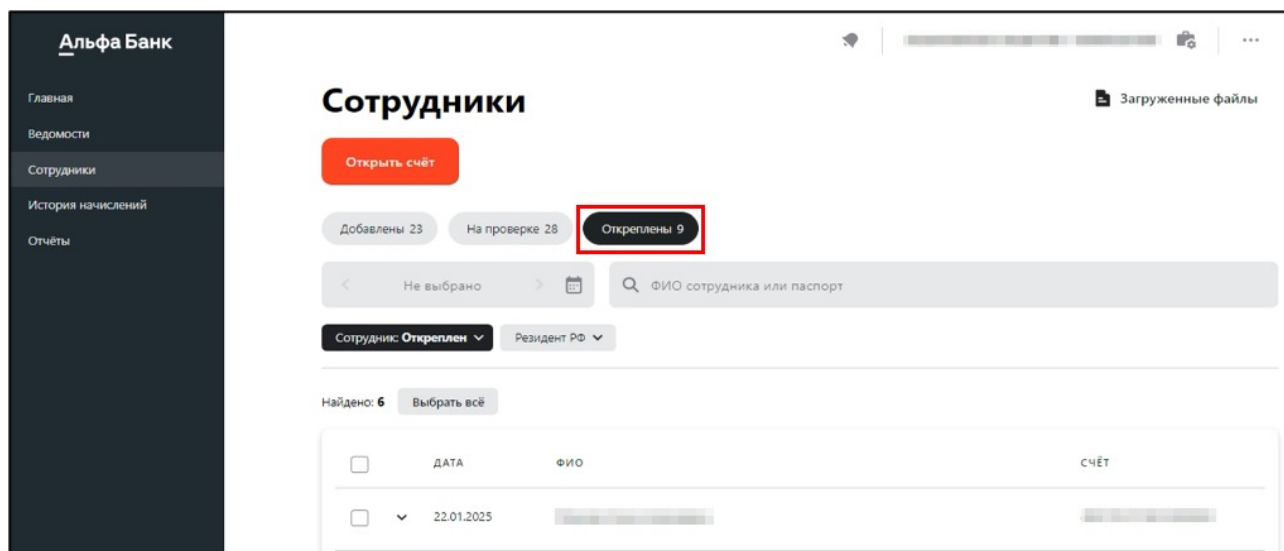 Альфа Банк
Главная
Ведомости
Сотрудники
История начислений
Отчёты
Сотрудники
Загруженные файлы
Открыть счёт
Добавлены 23 На проверке 28 Откреплены 9
Не выбрано ФИО сотрудника или паспорт
Сотрудник: Откреплен Резидент РФ
Найдено: 6 Выбрать всё
ДАТА ФИО СЧЁТ
22.01.2025